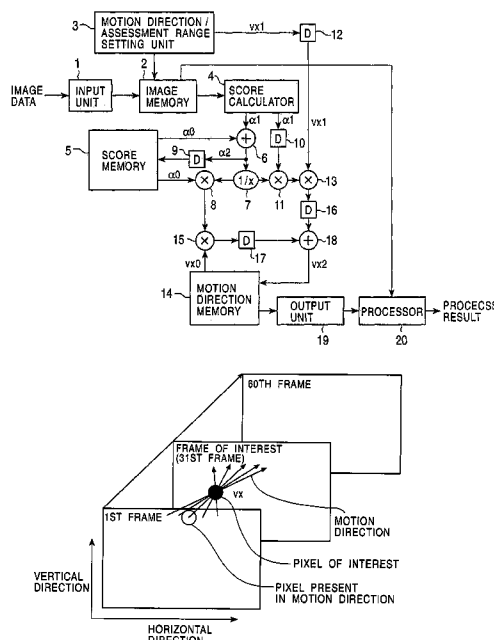 3
MOTION DIRECTION /
ASSESSMENT RANGE
SETTING UNIT
vx1
D
12
1
2
4
IMAGE
DATA
INPUT
UNIT
IMAGE
MEMORY
SCORE
CALCULATOR
α1
α1
vx1
α0
+
6
D
10
5
SCORE
MEMORY
9
D
α2
α0
×
8
1/x
7
×
11
×
13
D
16
15
×
D
17
+
18
vx0
vx2
14
MOTION
DIRECTION
MEMORY
OUTPUT
UNIT
19
PROCESSOR
20
PROCECSS
RESULT
60TH FRAME
FRAME OF INTEREST
(31ST FRAME)
vx
1ST FRAME
MOTION
DIRECTION
PIXEL OF INTEREST
PIXEL PRESENT
IN MOTION DIRECTION
VERTICAL
DIRECTION
HORIZONTAL
DIRECTION